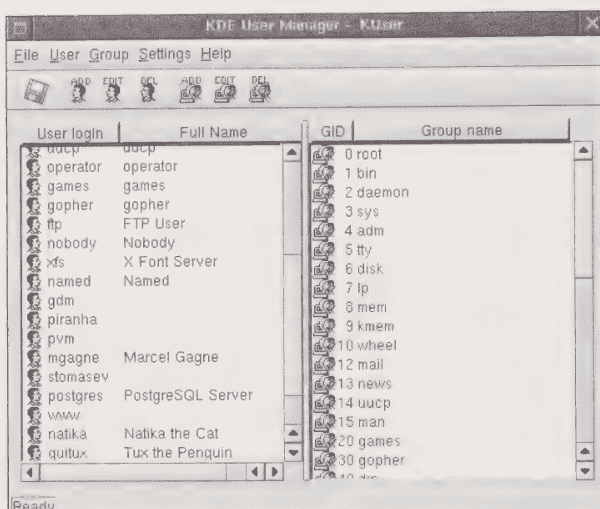 KDE User Manager - KUser
File User Group Settings Help
ADD EDIT DEL ADD EDIT DEL
User login Full Name
uucp uucp
operator operator
games games
gopher gopher
ftp FTP User
nobody Nobody
xfs X Font Server
named Named
gdm
piranha
pvm
mgagne Marcel Gagne
stomasev
postgres PostgreSQL Server
www
natika Natika the Cat
quitux Tux the Penguin
GID Group name
0 root
1 bin
2 daemon
3 sys
4 adm
5 tty
6 disk
7 lp
8 mem
9 kmem
10 wheel
12 mail
13 news
14 uucp
15 man
20 games
30 gopher
Ready